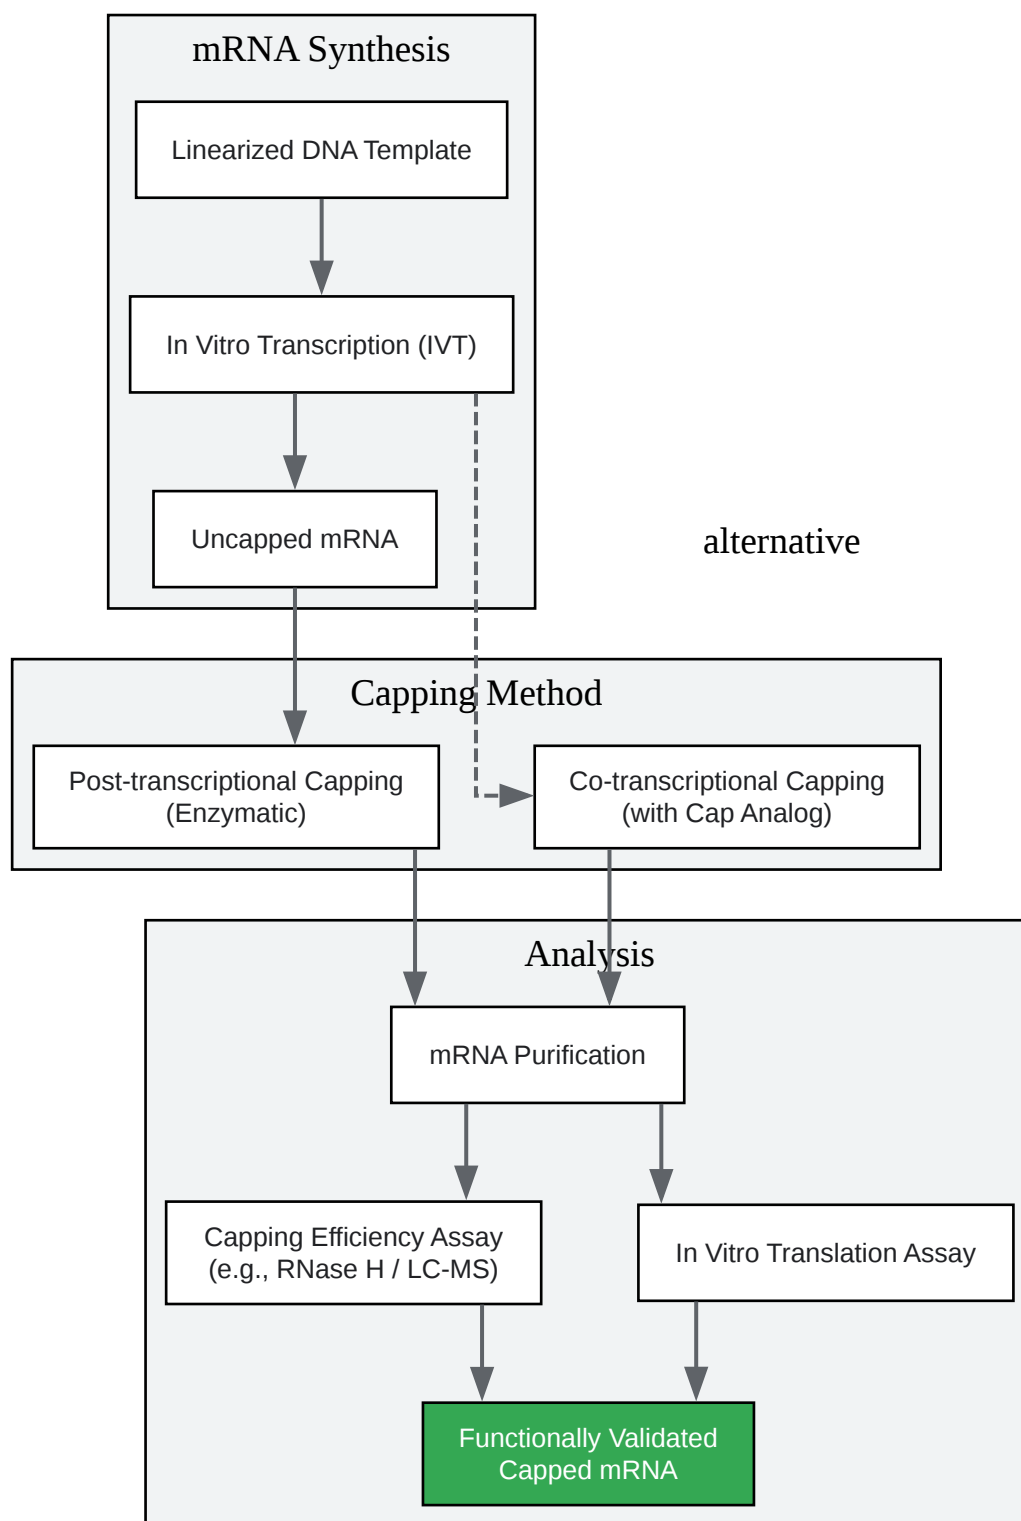 mRNA Synthesis
Linearized DNA Template
In Vitro Transcription (IVT)
Uncapped mRNA
alternative
Capping Method
Post-transcriptional Capping
(Enzymatic)
Co-transcriptional Capping
(with Cap Analog)
Analysis
mRNA Purification
Capping Efficiency Assay
(e.g., RNase H / LC-MS)
In Vitro Translation Assay
Functionally Validated
Capped mRNA